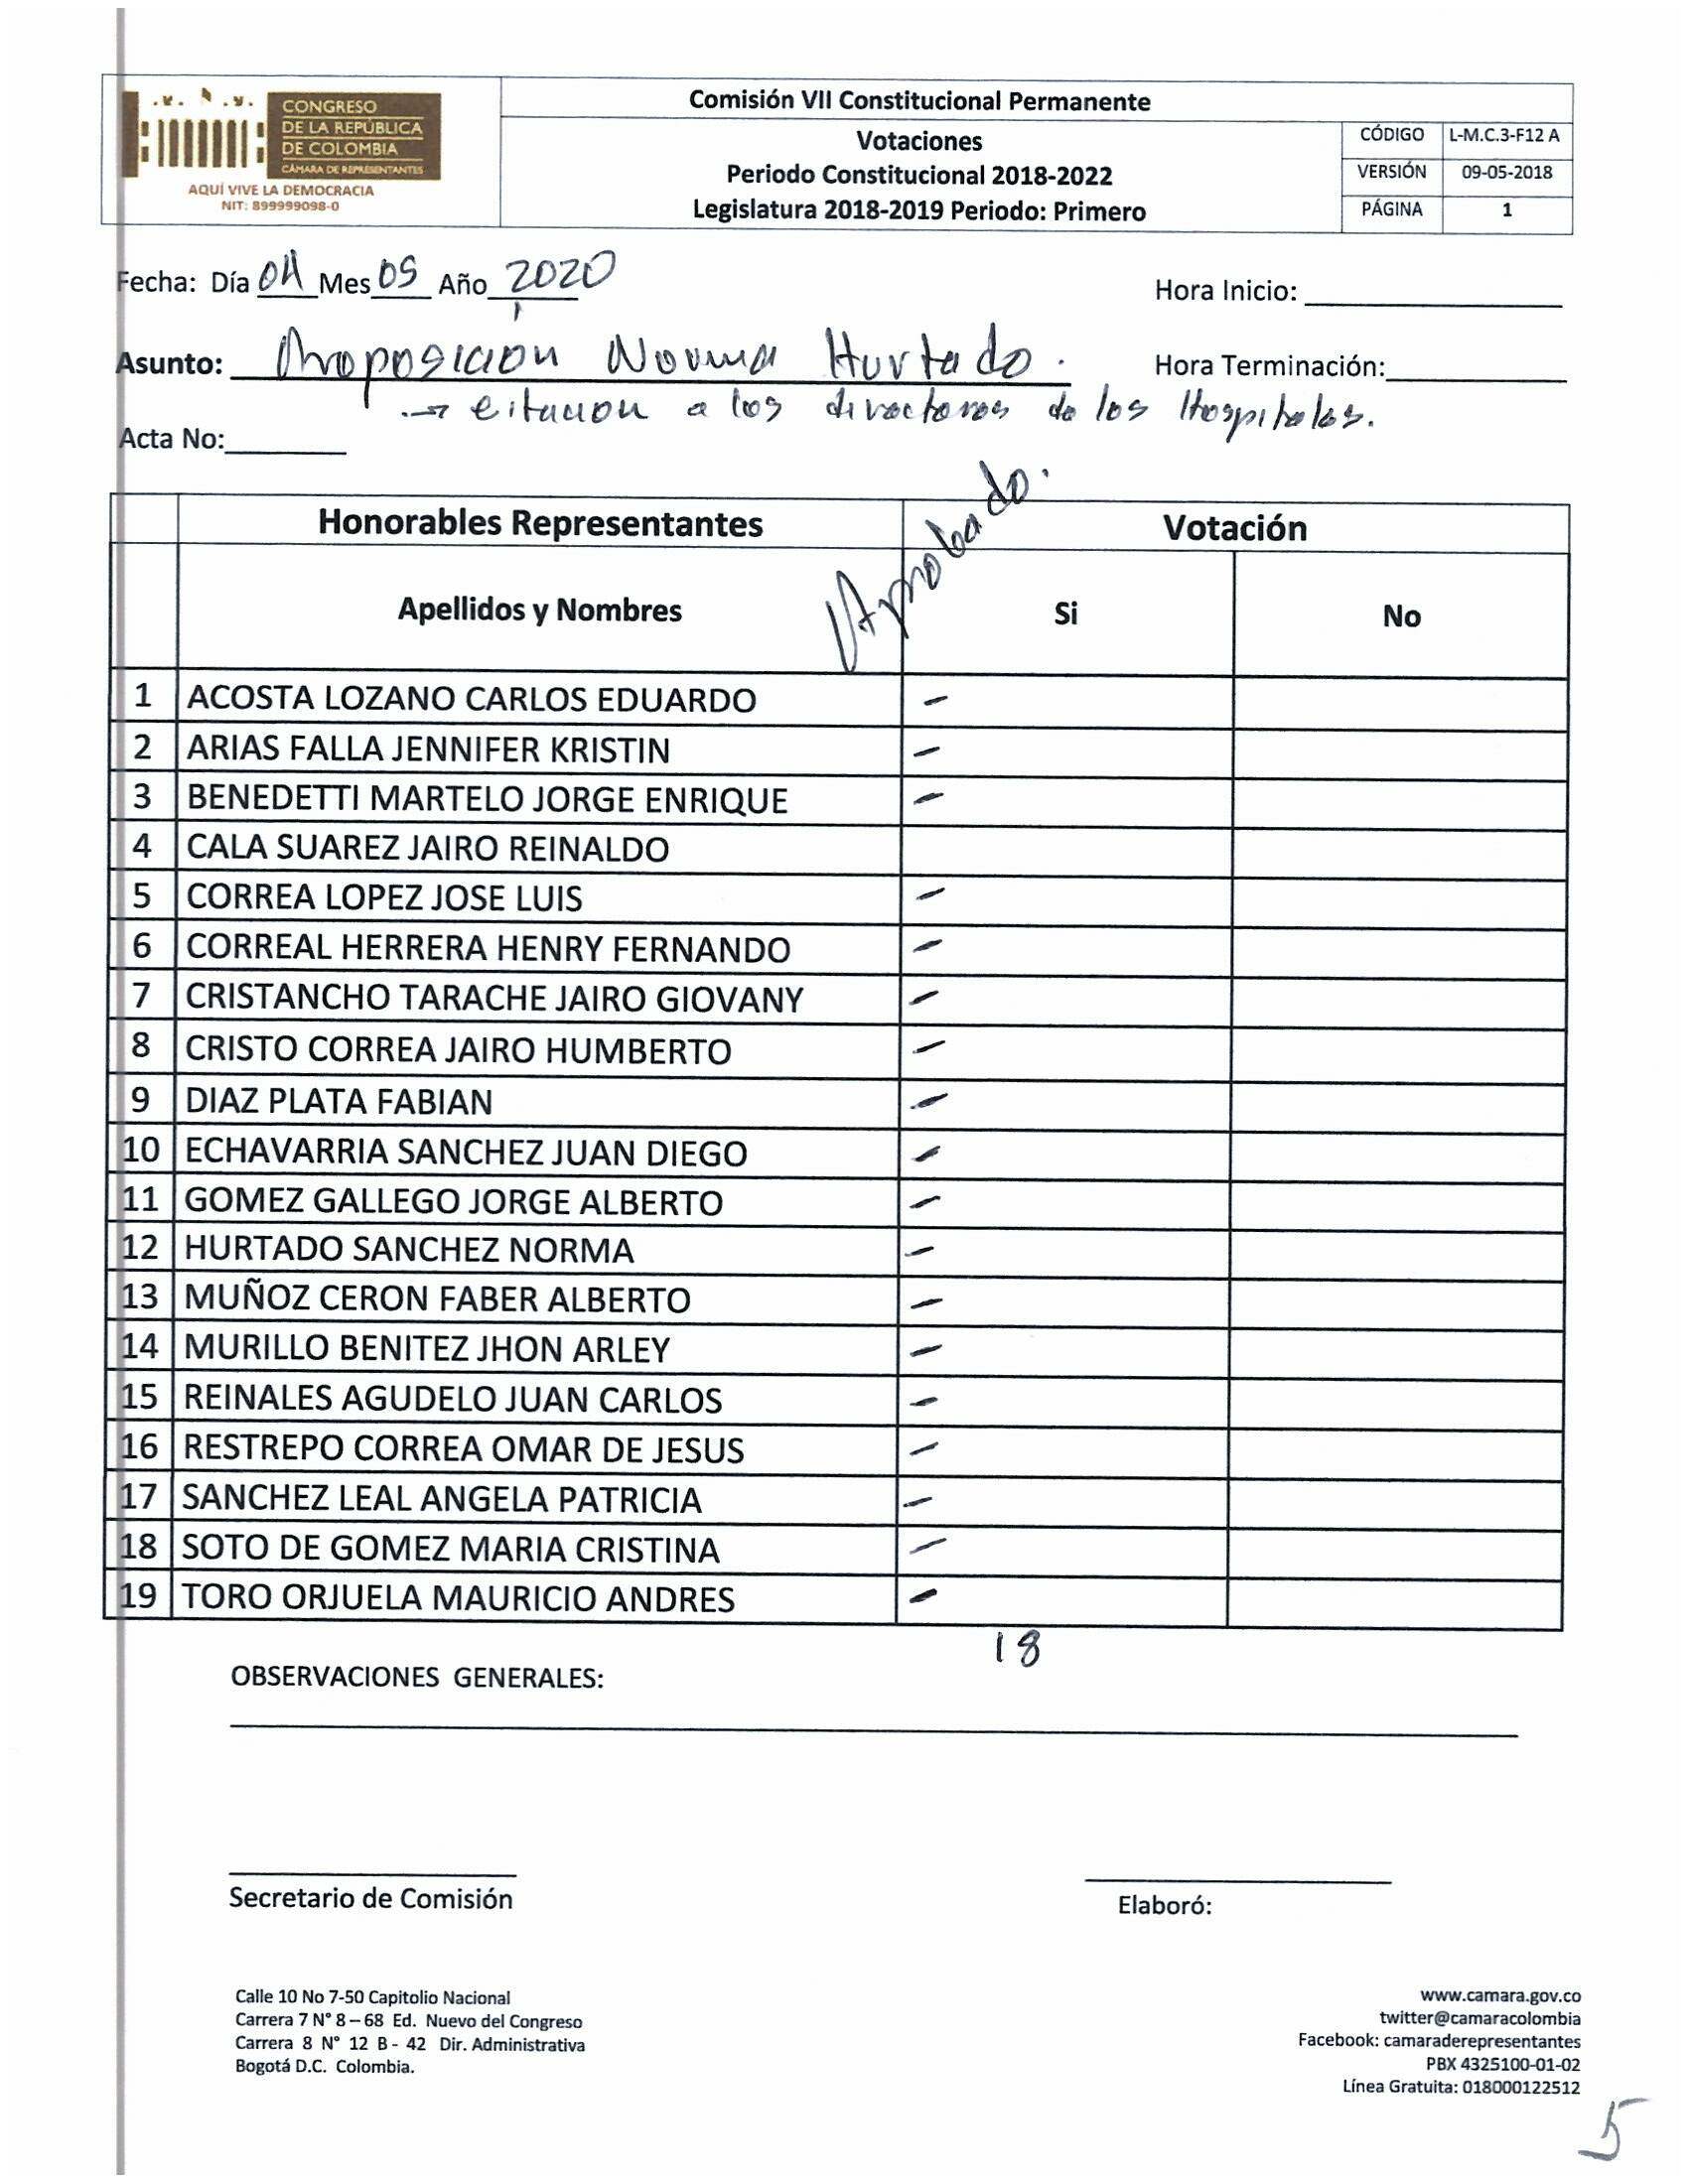 CONGRESO
DE LA REPÚBLICA
DE COLOMBIA
CÁMARA DE REPRESENTANTES
AQUÍ VIVE LA DEMOCRACIA
NIT: 899999098-0
Comisión VII Constitucional Permanente
Votaciones
Periodo Constitucional 2018-2022
Legislatura 2018-2019 Periodo: Primero
CÓDIGO L-M.C.3-F12 A
VERSIÓN 09-05-2018
PÁGINA 1
Fecha: Día 04 Mes 05 Año 2020
Hora Inicio:
Asunto: Proposición Norma Hurtado.
Hora Terminación:
→ citacion a los directores de los Hospitales.
Acta No:
Aprobado.
Honorables Representantes Votación
Apellidos y Nombres Si No
1 ACOSTA LOZANO CARLOS EDUARDO –
2 ARIAS FALLA JENNIFER KRISTIN –
3 BENEDETTI MARTELO JORGE ENRIQUE –
4 CALA SUAREZ JAIRO REINALDO
5 CORREA LOPEZ JOSE LUIS –
6 CORREAL HERRERA HENRY FERNANDO –
7 CRISTANCHO TARACHE JAIRO GIOVANY –
8 CRISTO CORREA JAIRO HUMBERTO –
9 DIAZ PLATA FABIAN –
10 ECHAVARRIA SANCHEZ JUAN DIEGO –
11 GOMEZ GALLEGO JORGE ALBERTO –
12 HURTADO SANCHEZ NORMA –
13 MUÑOZ CERON FABER ALBERTO –
14 MURILLO BENITEZ JHON ARLEY –
15 REINALES AGUDELO JUAN CARLOS –
16 RESTREPO CORREA OMAR DE JESUS –
17 SANCHEZ LEAL ANGELA PATRICIA –
18 SOTO DE GOMEZ MARIA CRISTINA –
19 TORO ORJUELA MAURICIO ANDRES –
18
OBSERVACIONES GENERALES:
Secretario de Comisión
Elaboró:
Calle 10 No 7-50 Capitolio Nacional
Carrera 7 N° 8 – 68 Ed. Nuevo del Congreso
Carrera 8 N° 12 B - 42 Dir. Administrativa
Bogotá D.C. Colombia.
www.camara.gov.co
twitter@camaracolombia
Facebook: camaraderepresentantes
PBX 4325100-01-02
Línea Gratuita: 018000122512
5